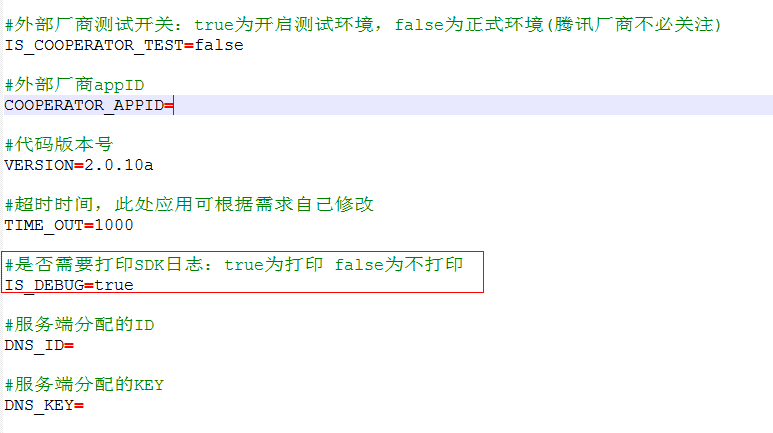 #外部厂商测试开关：true为开启测试环境，false为正式环境(腾讯厂商不必关注)
IS_COOPERATOR_TEST=false
#外部厂商appID
COOPERATOR_APPID=
#代码版本号
VERSION=2.0.10a
#超时时间，此处应用可根据需求自己修改
TIME_OUT=1000
#是否需要打印SDK日志：true为打印 false为不打印
IS_DEBUG=true
#服务端分配的ID
DNS_ID=
#服务端分配的KEY
DNS_KEY=